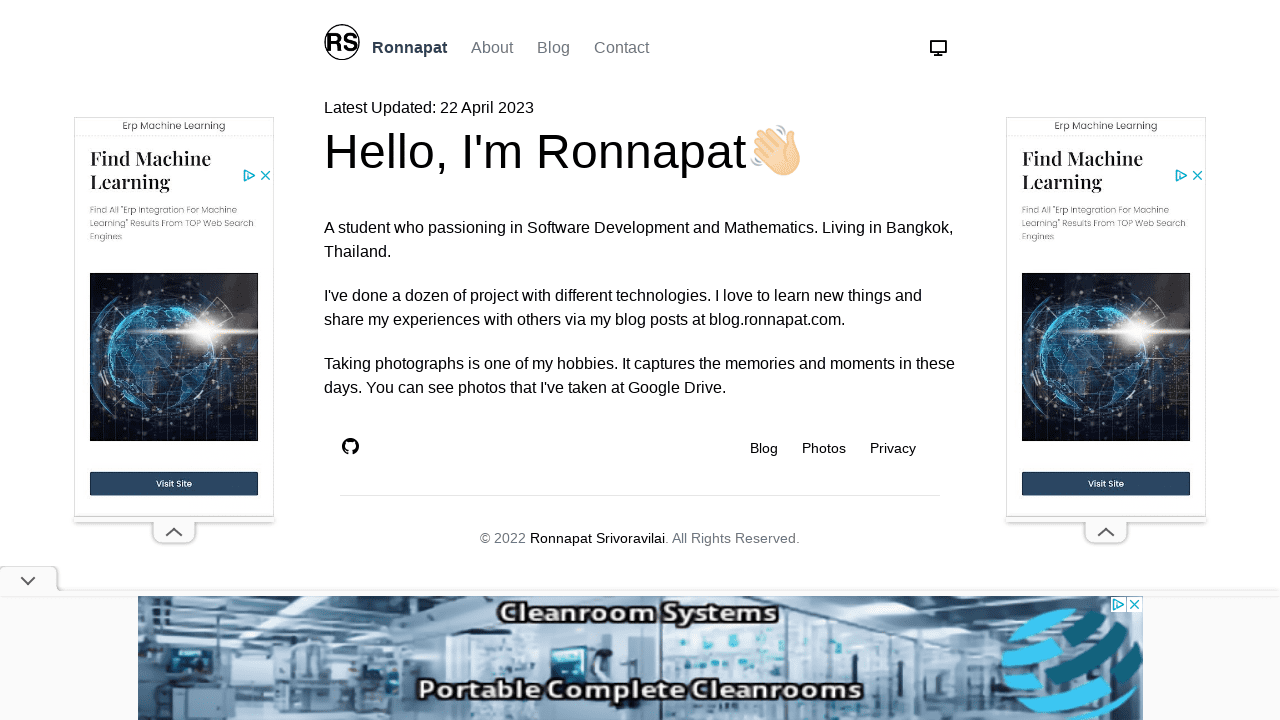 RS Ronnapat About Blog Contact
Latest Updated: 22 April 2023
Hello, I'm Ronnapat👋🏻
A student who passioning in Software Development and Mathematics. Living in Bangkok,
Thailand.
I've done a dozen of project with different technologies. I love to learn new things and
share my experiences with others via my blog posts at blog.ronnapat.com.
Taking photographs is one of my hobbies. It captures the memories and moments in these
days. You can see photos that I've taken at Google Drive.
Blog Photos Privacy
© 2022 Ronnapat Srivoravilai. All Rights Reserved.
Erp Machine Learning
Find Machine
Learning
Find All "Erp Integration For Machine
Learning" Results From TOP Web Search
Engines
Visit Site
Erp Machine Learning
Find Machine
Learning
Find All "Erp Integration For Machine
Learning" Results From TOP Web Search
Engines
Visit Site
Cleanroom Systems
Portable Complete Cleanrooms